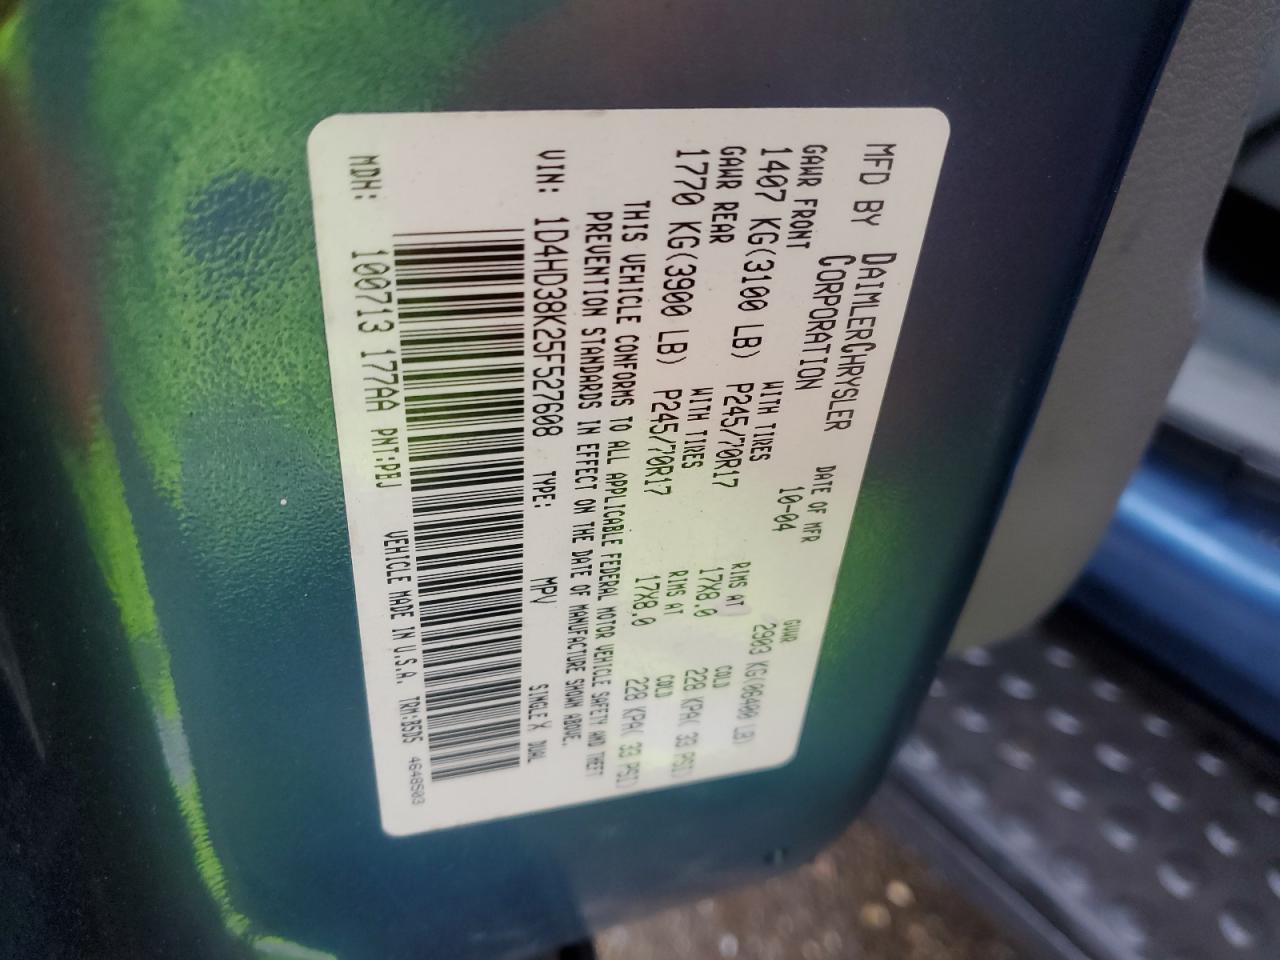 MFD BY DAIMLERCHRYSLER CORPORATION
DATE OF MFR 10-04
GVWR 2903 KG(06400 LB)
GAWR FRONT WITH TIRES RIMS AT COLD
1407 KG(3100 LB) P245/70R17 17X8.0 228 KPA( 33 PSI)
GAWR REAR WITH TIRES RIMS AT COLD
1770 KG(3900 LB) P245/70R17 17X8.0 228 KPA( 33 PSI)
THIS VEHICLE CONFORMS TO ALL APPLICABLE FEDERAL MOTOR VEHICLE SAFETY AND THEFT
PREVENTION STANDARDS IN EFFECT ON THE DATE OF MANUFACTURE SHOWN ABOVE.
VIN: 1D4HD38K25F527608 TYPE: MPV SINGLE X DUAL
MDH: 100713 177AA PNT:PBJ
VEHICLE MADE IN U.S.A. TRM:B5D5 4648503